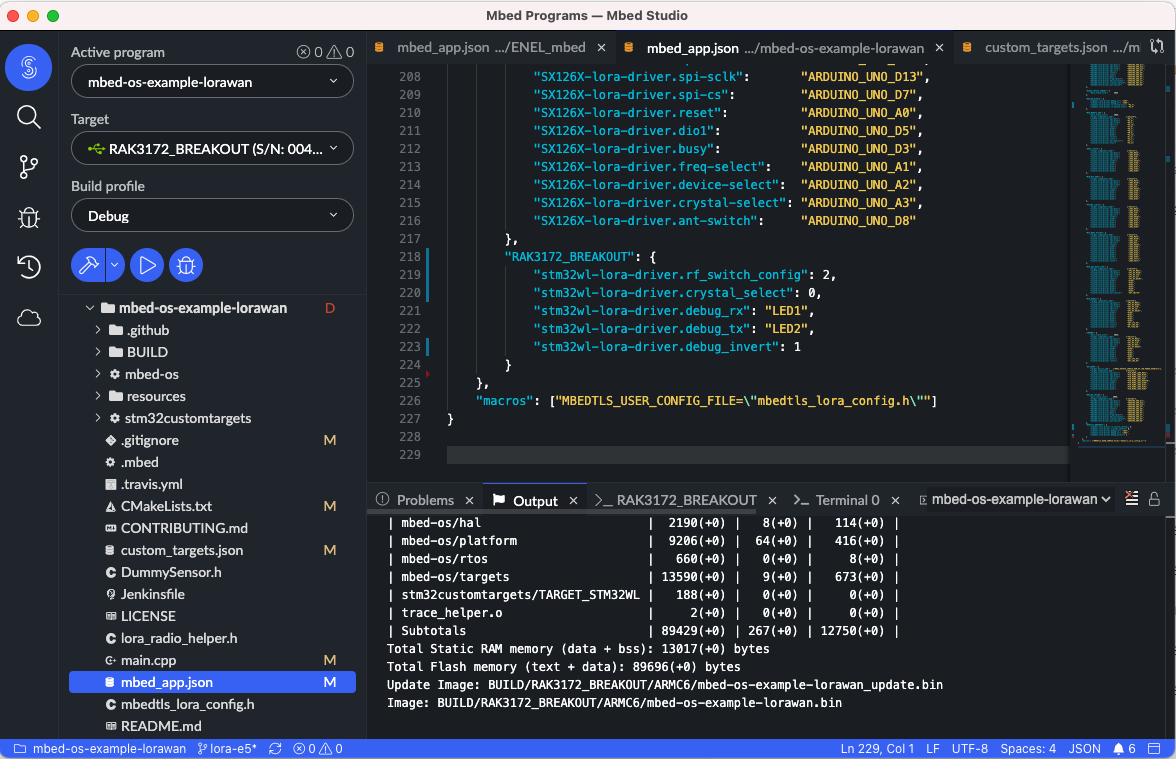 Mbed Programs — Mbed Studio
Active program
0 0
mbed-os-example-lorawan
Target
RAK3172_BREAKOUT (S/N: 004...
Build profile
Debug
mbed-os-example-lorawan D
.github
BUILD
mbed-os
resources
stm32customtargets
.gitignore M
.mbed
.travis.yml
CMakeLists.txt M
CONTRIBUTING.md
custom_targets.json M
DummySensor.h
Jenkinsfile
LICENSE
lora_radio_helper.h
main.cpp M
mbed_app.json M
mbedtls_lora_config.h
README.md
mbed_app.json .../ENEL_mbed
mbed_app.json .../mbed-os-example-lorawan
custom_targets.json .../m
208 "SX126X-lora-driver.spi-sclk": "ARDUINO_UNO_D13",
209 "SX126X-lora-driver.spi-cs": "ARDUINO_UNO_D7",
210 "SX126X-lora-driver.reset": "ARDUINO_UNO_A0",
211 "SX126X-lora-driver.dio1": "ARDUINO_UNO_D5",
212 "SX126X-lora-driver.busy": "ARDUINO_UNO_D3",
213 "SX126X-lora-driver.freq-select": "ARDUINO_UNO_A1",
214 "SX126X-lora-driver.device-select": "ARDUINO_UNO_A2",
215 "SX126X-lora-driver.crystal-select": "ARDUINO_UNO_A3",
216 "SX126X-lora-driver.ant-switch": "ARDUINO_UNO_D8"
217 },
218 "RAK3172_BREAKOUT": {
219 "stm32wl-lora-driver.rf_switch_config": 2,
220 "stm32wl-lora-driver.crystal_select": 0,
221 "stm32wl-lora-driver.debug_rx": "LED1",
222 "stm32wl-lora-driver.debug_tx": "LED2",
223 "stm32wl-lora-driver.debug_invert": 1
224 }
225 },
226 "macros": ["MBEDTLS_USER_CONFIG_FILE=\"mbedtls_lora_config.h\""]
227 }
228
229
Problems
Output
RAK3172_BREAKOUT
Terminal 0
mbed-os-example-lorawan
| mbed-os/hal | 2190(+0) | 8(+0) | 114(+0) |
| mbed-os/platform | 9206(+0) | 64(+0) | 416(+0) |
| mbed-os/rtos | 660(+0) | 0(+0) | 8(+0) |
| mbed-os/targets | 13590(+0) | 9(+0) | 673(+0) |
| stm32customtargets/TARGET_STM32WL | 188(+0) | 0(+0) | 0(+0) |
| trace_helper.o | 2(+0) | 0(+0) | 0(+0) |
| Subtotals | 89429(+0) | 267(+0) | 12750(+0) |
Total Static RAM memory (data + bss): 13017(+0) bytes
Total Flash memory (text + data): 89696(+0) bytes
Update Image: BUILD/RAK3172_BREAKOUT/ARMC6/mbed-os-example-lorawan_update.bin
Image: BUILD/RAK3172_BREAKOUT/ARMC6/mbed-os-example-lorawan.bin
mbed-os-example-lorawan lora-e5* 0 0 Ln 229, Col 1 LF UTF-8 Spaces: 4 JSON 6